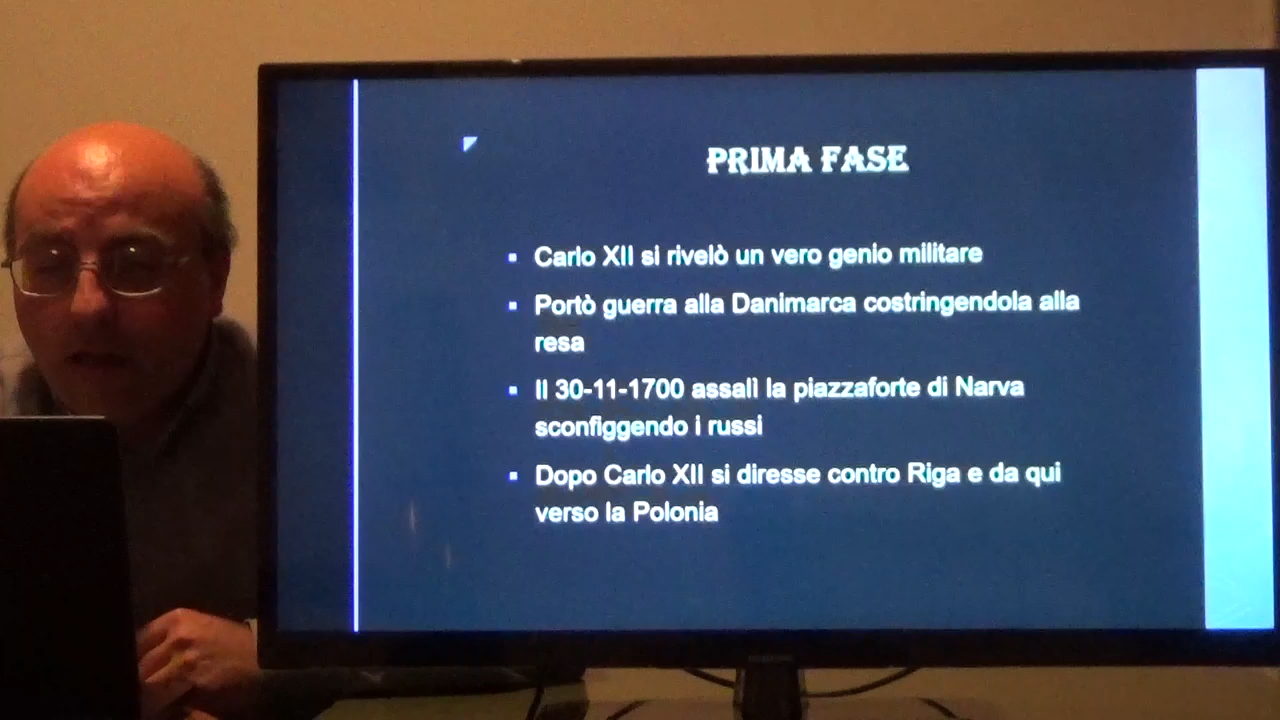 PRIMA FASE
▪ Carlo XII si rivelò un vero genio militare
▪ Portò guerra alla Danimarca costringendola alla
resa
▪ Il 30-11-1700 assalì la piazzaforte di Narva
sconfiggendo i russi
▪ Dopo Carlo XII si diresse contro Riga e da qui
verso la Polonia